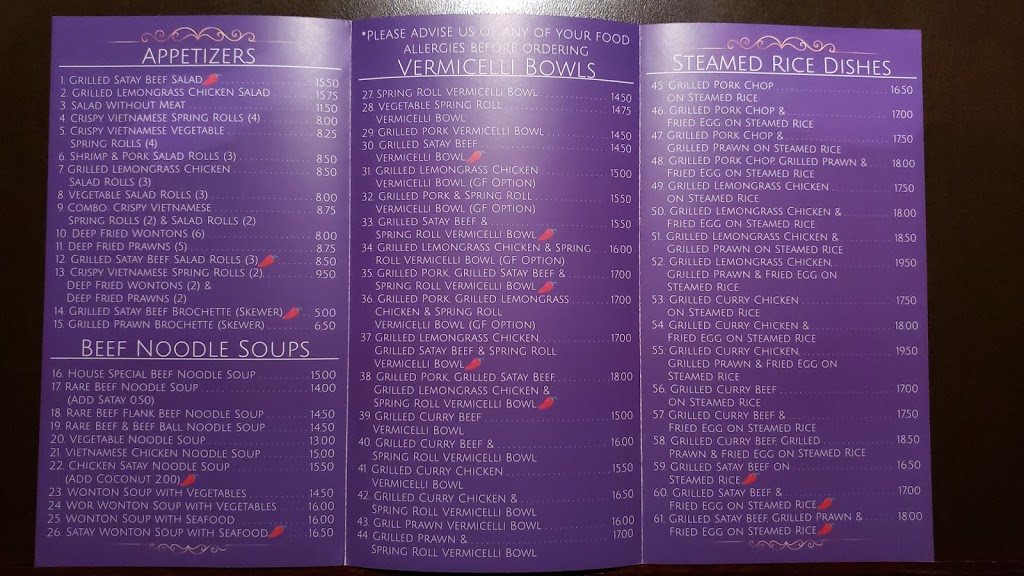 Appetizers
1. Grilled Satay Beef Salad 15.50
2. Grilled Lemongrass Chicken Salad 15.75
3. Salad without Meat 11.50
4. Crispy Vietnamese Spring Rolls (4) 8.00
5. Crispy Vietnamese Vegetable 8.25
Spring Rolls (4)
6. Shrimp & Pork Salad Rolls (3) 8.50
7. Grilled Lemongrass Chicken 8.50
Salad Rolls (3)
8. Vegetable Salad Rolls (3) 8.00
9. Combo: Crispy Vietnamese 8.75
Spring Rolls (2) & Salad Rolls (2)
10. Deep Fried Wontons (6) 8.00
11. Deep Fried Prawns (5) 8.75
12. Grilled Satay Beef Salad Rolls (3) 8.50
13. Crispy Vietnamese Spring Rolls (2) 9.50
Deep Fried Wontons (2) &
Deep Fried Prawns (2)
14. Grilled Satay Beef Brochette (Skewer) 5.00
15. Grilled Prawn Brochette (Skewer) 6.50
Beef Noodle Soups
16. House Special Beef Noodle Soup 15.00
17. Rare Beef Noodle Soup 14.00
(Add Satay 0.50)
18. Rare Beef Flank Beef Noodle Soup 14.50
19. Rare Beef & Beef Ball Noodle Soup 14.50
20. Vegetable Noodle Soup 13.00
21. Vietnamese Chicken Noodle Soup 15.00
22. Chicken Satay Noodle Soup 15.50
(Add Coconut 2.00)
23. Wonton Soup with Vegetables 14.50
24. Wor Wonton Soup with Vegetables 16.00
25. Wonton Soup with Seafood 16.00
26. Satay Wonton Soup with Seafood 16.50
*Please advise us of any of your food
allergies before ordering
Vermicelli Bowls
27. Spring Roll Vermicelli Bowl 14.50
28. Vegetable Spring Roll 14.75
Vermicelli Bowl
29. Grilled Pork Vermicelli Bowl 14.50
30. Grilled Satay Beef 14.50
Vermicelli Bowl
31. Grilled Lemongrass Chicken 15.00
Vermicelli Bowl (GF Option)
32. Grilled Pork & Spring Roll 15.50
Vermicelli Bowl (GF Option)
33. Grilled Satay Beef & 15.50
Spring Roll Vermicelli Bowl
34. Grilled Lemongrass Chicken & Spring 16.00
Roll Vermicelli Bowl (GF Option)
35. Grilled Pork, Grilled Satay Beef & 17.00
Spring Roll Vermicelli Bowl
36. Grilled Pork, Grilled Lemongrass 17.00
Chicken & Spring Roll
Vermicelli Bowl (GF Option)
37. Grilled Lemongrass Chicken, 17.00
Grilled Satay Beef & Spring Roll
Vermicelli Bowl
38. Grilled Pork, Grilled Satay Beef, 18.00
Grilled Lemongrass Chicken &
Spring Roll Vermicelli Bowl
39. Grilled Curry Beef 15.00
Vermicelli Bowl
40. Grilled Curry Beef & 16.00
Spring Roll Vermicelli Bowl
41. Grilled Curry Chicken 15.50
Vermicelli Bowl
42. Grilled Curry Chicken & 16.50
Spring Roll Vermicelli Bowl
43. Grill Prawn Vermicelli Bowl 16.00
44. Grilled Prawn & 17.00
Spring Roll Vermicelli Bowl
Steamed Rice Dishes
45. Grilled Pork Chop 16.50
on Steamed Rice
46. Grilled Pork Chop & 17.00
Fried Egg on Steamed Rice
47. Grilled Pork Chop & 17.50
Grilled Prawn on Steamed Rice
48. Grilled Pork Chop, Grilled Prawn & 18.00
Fried Egg on Steamed Rice
49. Grilled Lemongrass Chicken 17.50
on Steamed Rice
50. Grilled Lemongrass Chicken & 18.00
Fried Egg on Steamed Rice
51. Grilled Lemongrass Chicken & 18.50
Grilled Prawn on Steamed Rice
52. Grilled Lemongrass Chicken, 19.50
Grilled Prawn & Fried Egg on
Steamed Rice
53. Grilled Curry Chicken 17.50
on Steamed Rice
54. Grilled Curry Chicken & 18.00
Fried Egg on Steamed Rice
55. Grilled Curry Chicken, 19.50
Grilled Prawn & Fried Egg on
Steamed Rice
56. Grilled Curry Beef 17.00
on Steamed Rice
57. Grilled Curry Beef & 17.50
Fried Egg on Steamed Rice
58. Grilled Curry Beef, Grilled 18.50
Prawn & Fried Egg on Steamed Rice
59. Grilled Satay Beef on 16.50
Steamed Rice
60. Grilled Satay Beef & 17.00
Fried Egg on Steamed Rice
61. Grilled Satay Beef, Grilled Prawn & 18.00
Fried Egg on Steamed Rice